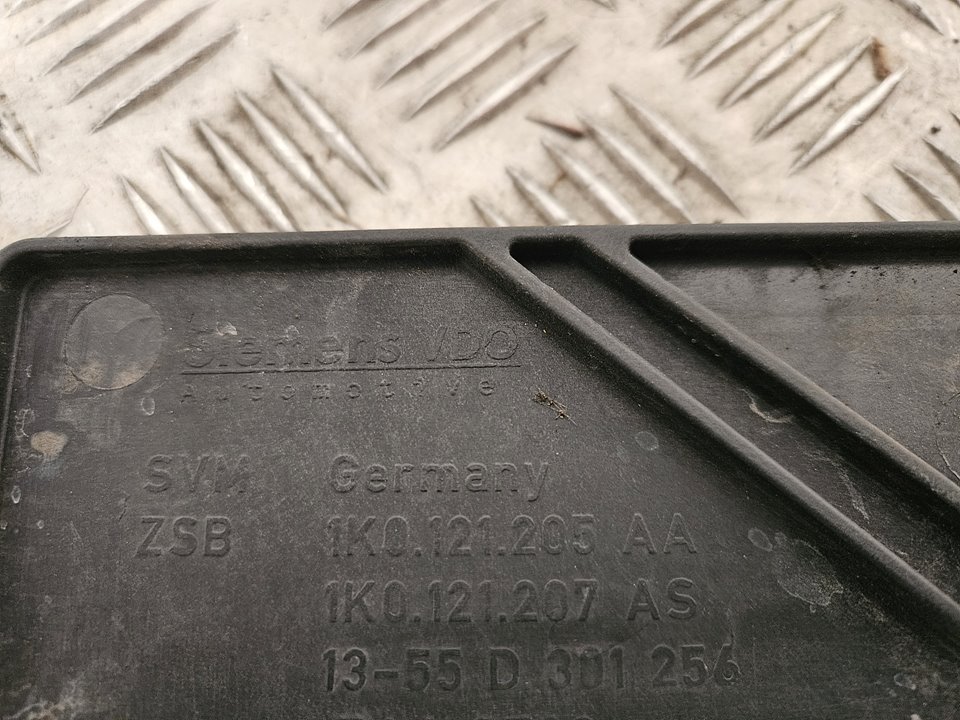 Siemens VDO
Automotive
SVM Germany
ZSB 1K0.121.205 AA
1K0.121.207 AS
13-55 D 301 256